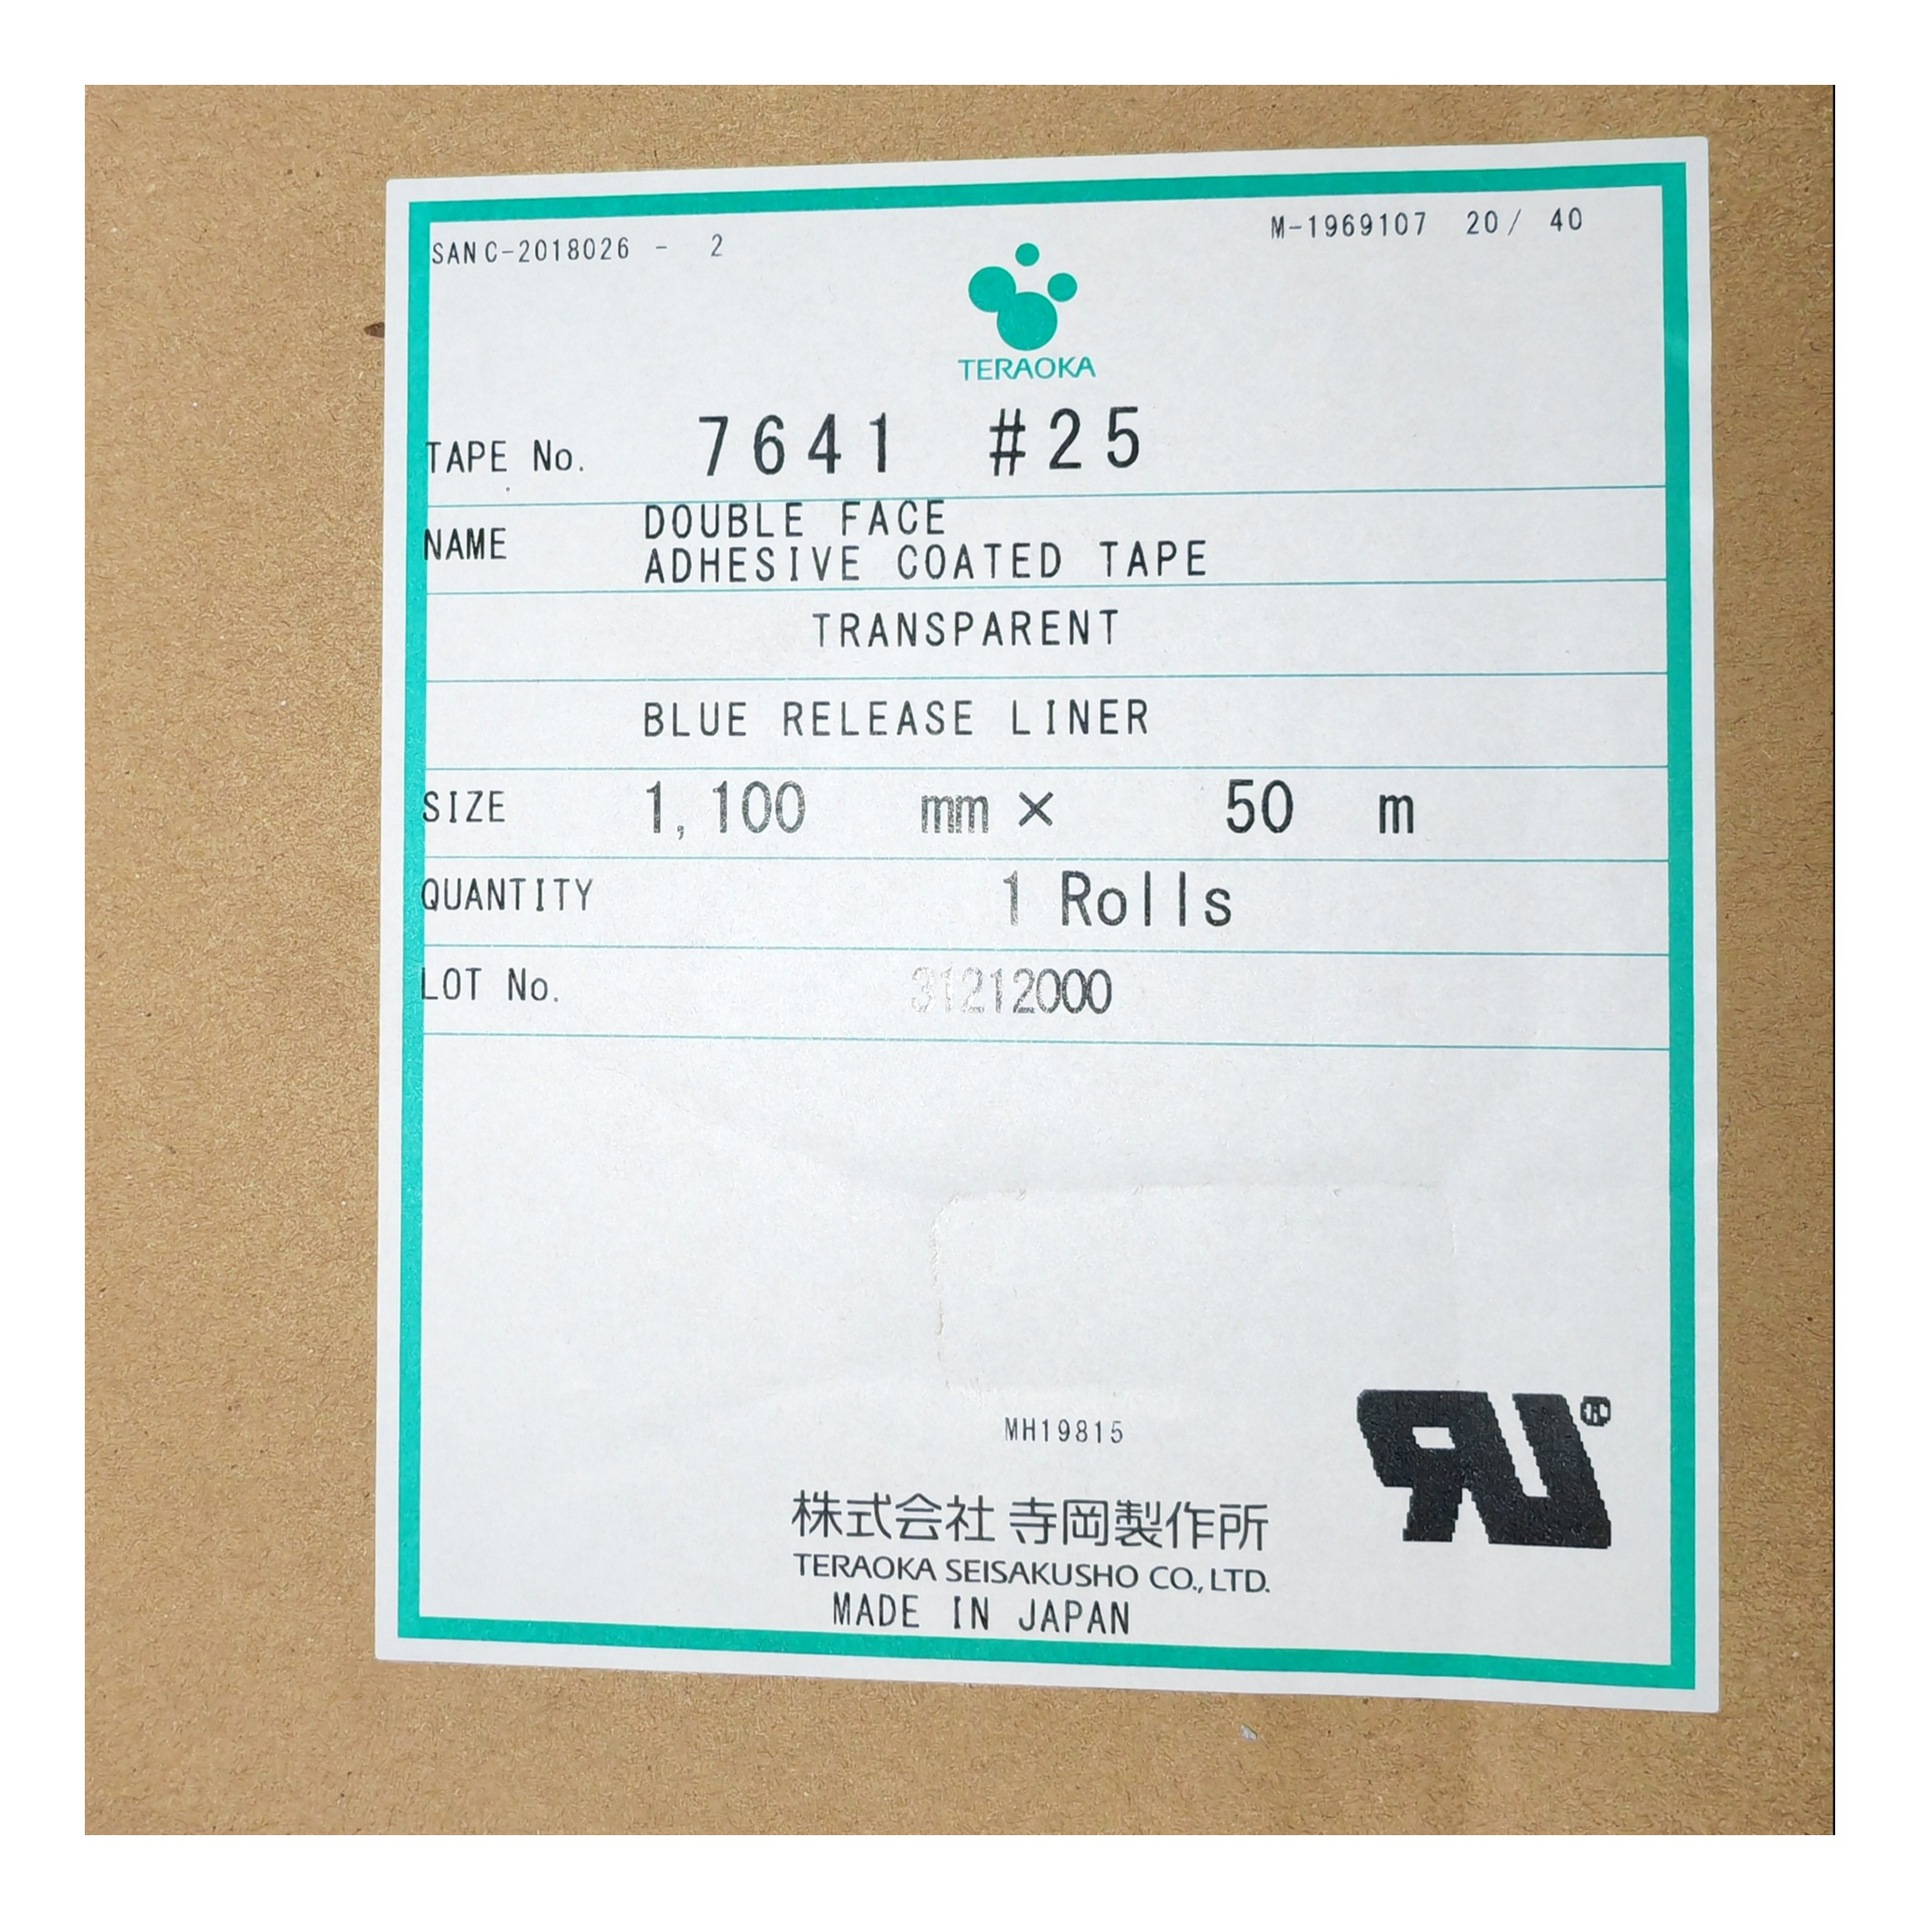 SANC-2018026 - 2
M-1969107 20/ 40
TERAOKA
TAPE No. 7641 #25
NAME DOUBLE FACE
ADHESIVE COATED TAPE
TRANSPARENT
BLUE RELEASE LINER
SIZE 1,100 mm × 50 m
QUANTITY 1 Rolls
LOT No. 31212000
MH19815
株式会社 寺岡製作所
TERAOKA SEISAKUSHO CO., LTD.
MADE IN JAPAN
RU®